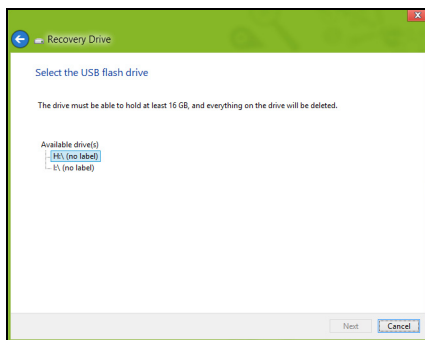 Recovery Drive
Select the USB flash drive
The drive must be able to hold at least 16 GB, and everything on the drive will be deleted.
Available drive(s)
H:\ (no label)
I:\ (no label)
Next Cancel